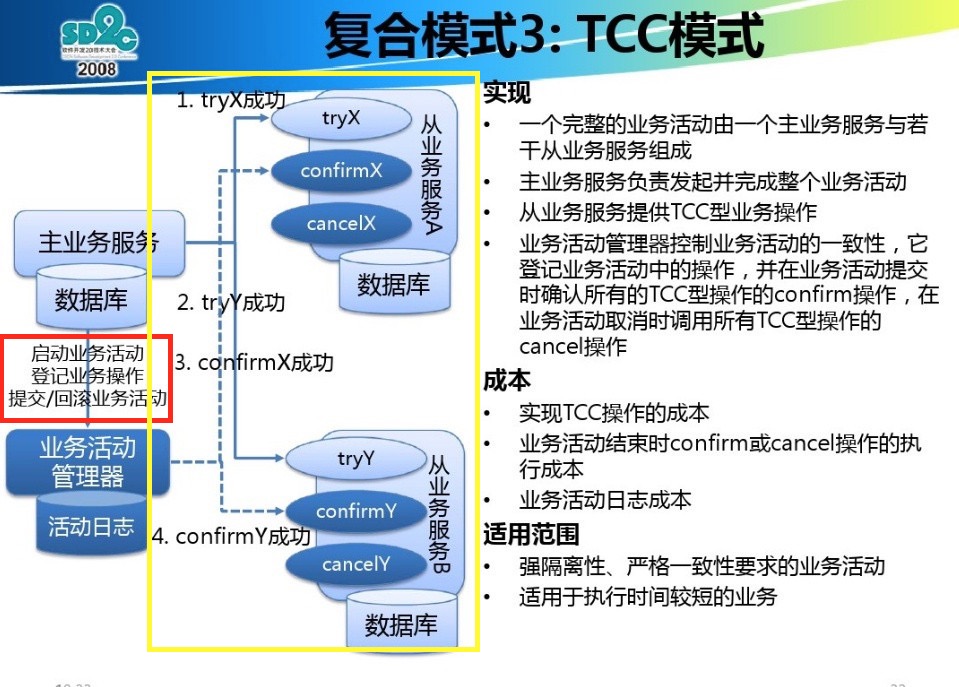 复合模式3: TCC模式
SD2C
软件开发2.0技术大会
2008
1. tryX成功
tryX
confirmX
cancelX
从业务服务A
数据库
主业务服务
数据库
2. tryY成功
启动业务活动
登记业务操作
提交/回滚业务活动
3. confirmX成功
业务活动
管理器
活动日志
tryY
confirmY
cancelY
从业务服务B
数据库
4. confirmY成功
实现
• 一个完整的业务活动由一个主业务服务与若
干从业务服务组成
• 主业务服务负责发起并完成整个业务活动
• 从业务服务提供TCC型业务操作
• 业务活动管理器控制业务活动的一致性，它
登记业务活动中的操作，并在业务活动提交
时确认所有的TCC型操作的confirm操作，在
业务活动取消时调用所有TCC型操作的
cancel操作
成本
• 实现TCC操作的成本
• 业务活动结束时confirm或cancel操作的执
行成本
• 业务活动日志成本
适用范围
• 强隔离性、严格一致性要求的业务活动
• 适用于执行时间较短的业务